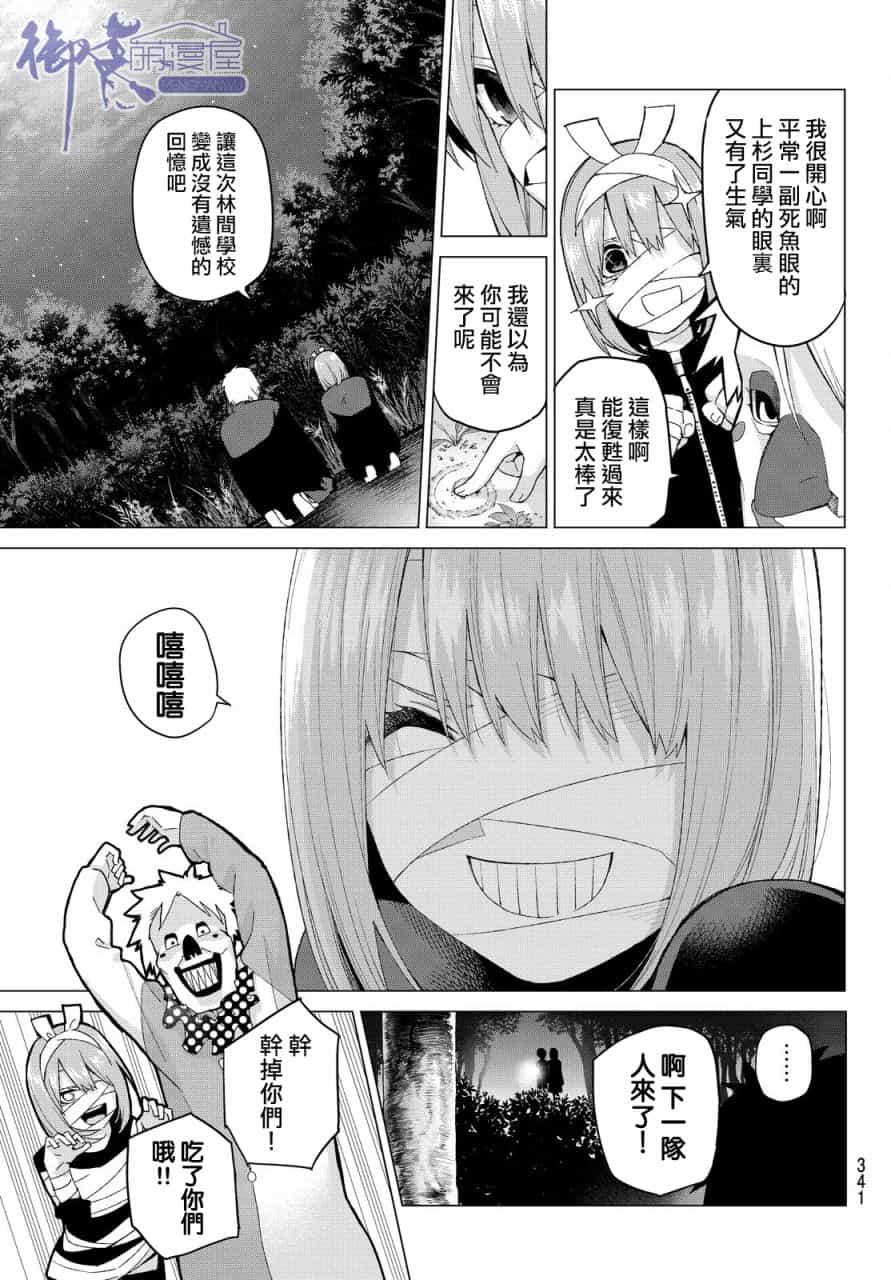 御萌漫屋
MENGMANWU
我很開心啊
平常一副死魚眼的
上杉同學的眼裏
又有了生氣
這樣啊
能復甦過來
真是太棒了
我還以為
你可能不會
來了呢
讓這次林間學校
變成沒有遺憾的
回憶吧
嘻嘻嘻
……
啊下一隊
人來了！
幹
幹掉你們！
吃了你們
哦!!
341